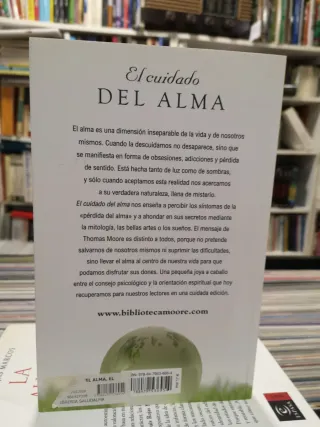 El cuidado
DEL ALMA
El alma es una dimensión inseparable de la vida y de nosotros
mismos. Cuando la descuidamos no desaparece, sino que
se manifiesta en forma de obsesiones, adicciones y pérdida
de sentido. Está hecha tanto de luz como de sombras,
y sólo cuando aceptamos esta realidad nos acercamos
a su verdadera naturaleza, llena de misterio.
El cuidado del alma nos enseña a percibir los síntomas de la
«pérdida del alma» y a ahondar en sus secretos mediante
la mitología, las bellas artes o los sueños. El mensaje de
Thomas Moore es distinto a todos, porque no pretende
salvarnos de nosotros mismos ni suprimir las dificultades,
sino llevar el alma al centro de nuestra vida para que
podamos disfrutar sus dones. Una pequeña joya a caballo
entre el consejo psicológico y la orientación espiritual que hoy
recuperamos para nuestros lectores en una cuidada edición.
www.bibliotecamoore.com
EL ALMA, EL
MARCOS
LA